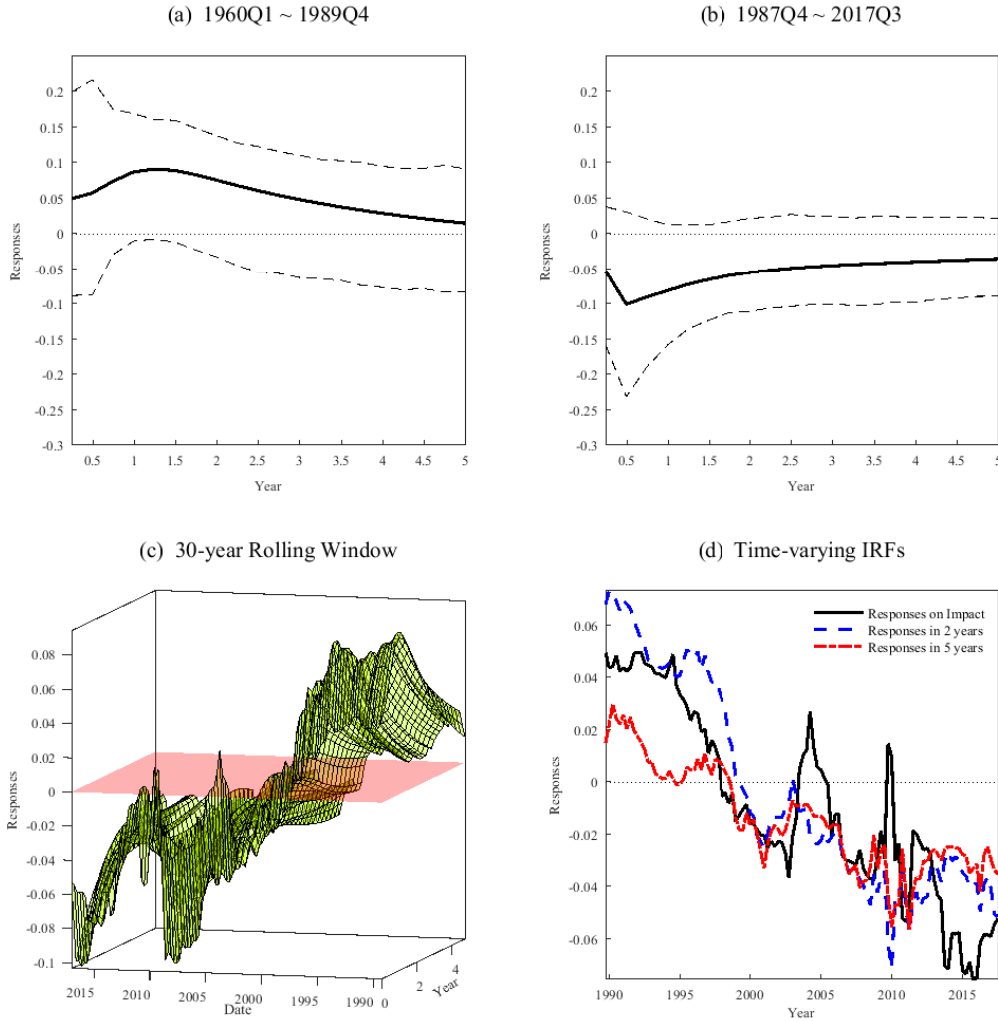 (a) 1960Q1 ~ 1989Q4
0.2
0.15
0.1
0.05
0
-0.05
-0.1
-0.15
-0.2
-0.25
-0.3
Responses
0.5 1 1.5 2 2.5 3 3.5 4 4.5 5
Year
(b) 1987Q4 ~ 2017Q3
0.2
0.15
0.1
0.05
0
-0.05
-0.1
-0.15
-0.2
-0.25
-0.3
Responses
0.5 1 1.5 2 2.5 3 3.5 4 4.5 5
Year
(c) 30-year Rolling Window
0.08
0.06
0.04
0.02
0
-0.02
-0.04
-0.06
-0.08
-0.1
Responses
2015 2010 2005 2000 1995 1990
Date
0 2 4
Year
(d) Time-varying IRFs
Responses on Impact
Responses in 2 years
Responses in 5 years
0.06
0.04
0.02
0
-0.02
-0.04
-0.06
Responses
1990 1995 2000 2005 2010 2015
Year